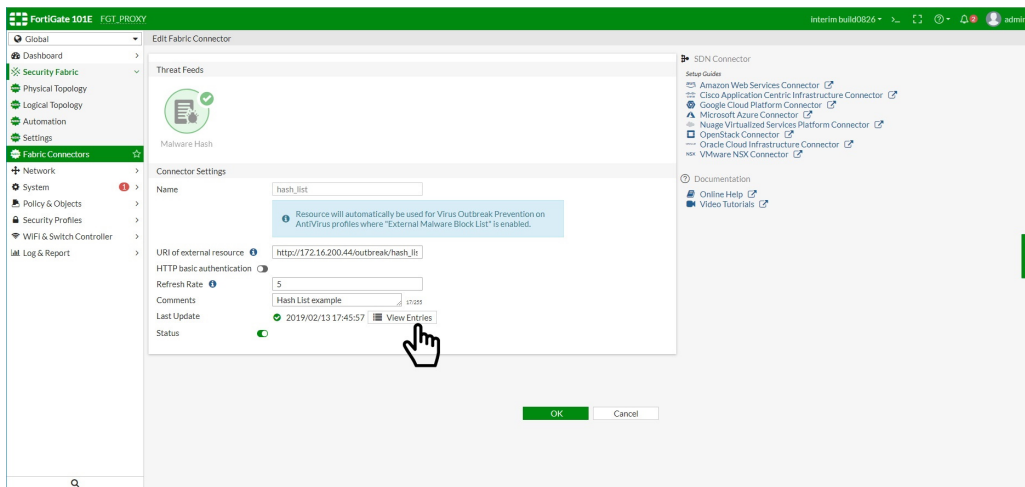 FortiGate 101E FGT_PROXY
interim build0826
>_
2
admin
Global
Edit Fabric Connector
Dashboard
Security Fabric
Physical Topology
Logical Topology
Automation
Settings
Fabric Connectors
Network
System 1
Policy & Objects
Security Profiles
WiFi & Switch Controller
Log & Report
Threat Feeds
Malware Hash
Connector Settings
Name hash_list
Resource will automatically be used for Virus Outbreak Prevention on
AntiVirus profiles where "External Malware Block List" is enabled.
URI of external resource http://172.16.200.44/outbreak/hash_lis
HTTP basic authentication
Refresh Rate 5
Comments Hash List example 17/255
Last Update 2019/02/13 17:45:57 View Entries
Status
OK Cancel
SDN Connector
Setup Guides
Amazon Web Services Connector
Cisco Application Centric Infrastructure Connector
Google Cloud Platform Connector
Microsoft Azure Connector
Nuage Virtualized Services Platform Connector
OpenStack Connector
Oracle Cloud Infrastructure Connector
NSX VMware NSX Connector
Documentation
Online Help
Video Tutorials